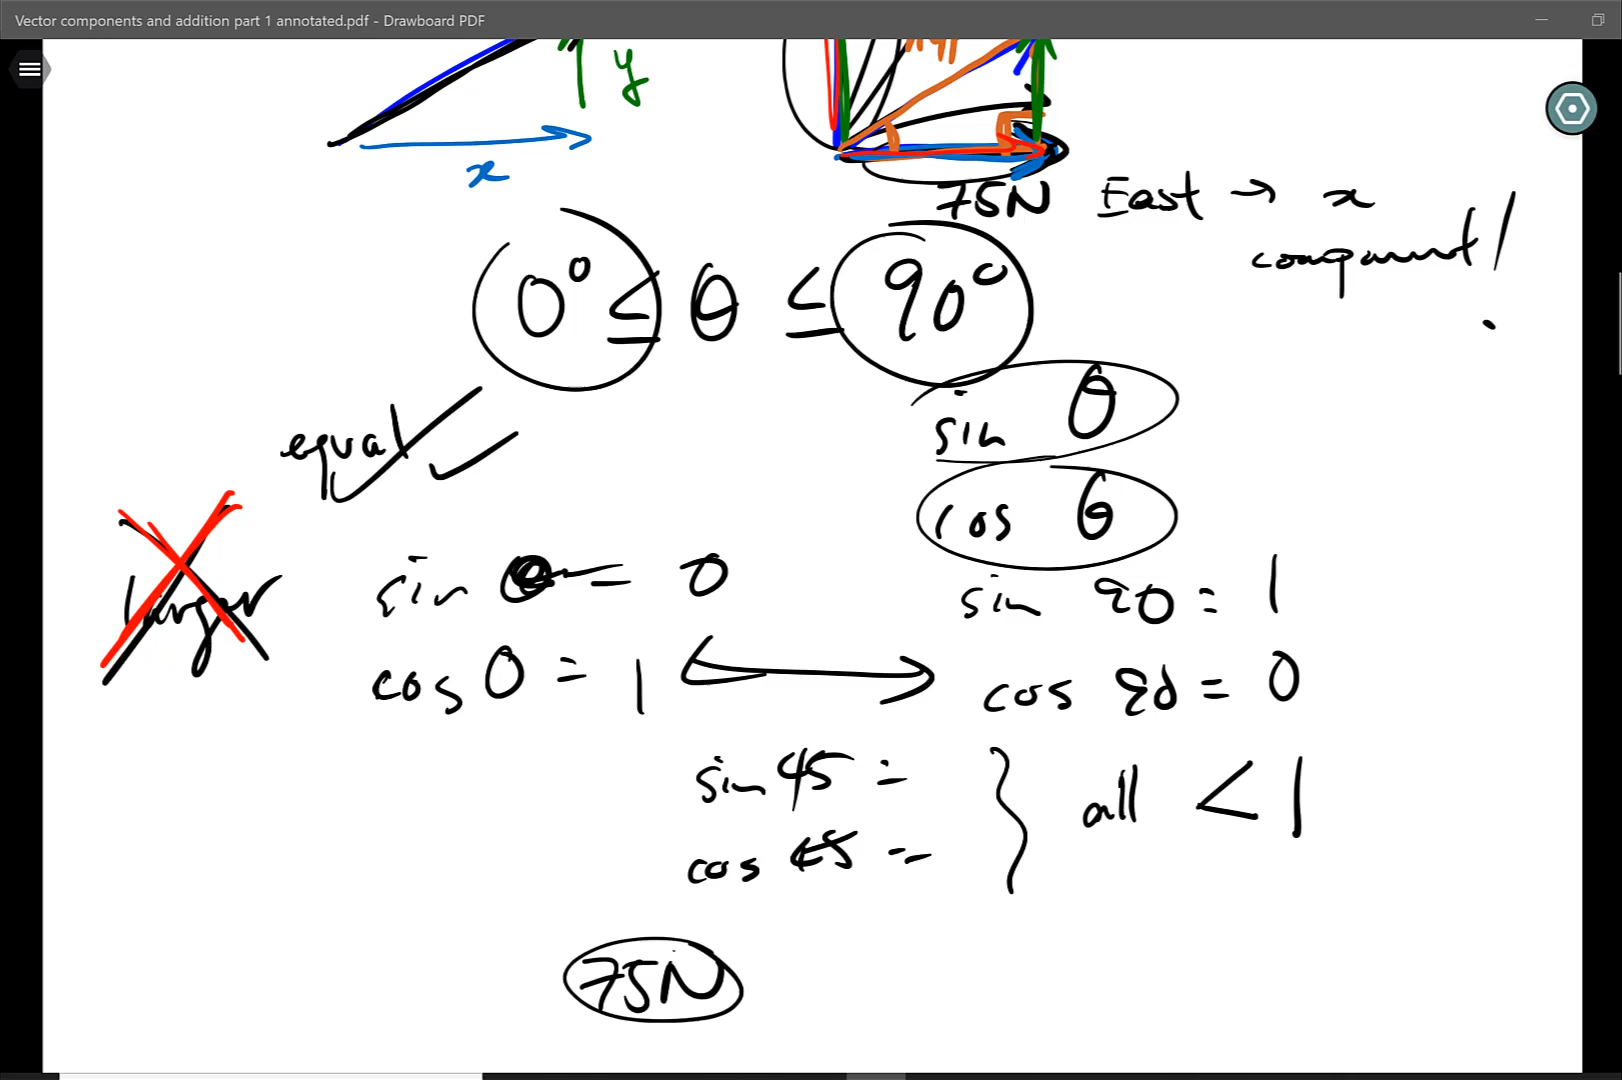 Vector components and addition part 1 annotated.pdf - Drawboard PDF
y
x
75N East → x
component!
0° ≤ θ ≤ 90°
sin θ
equal
cos θ
larger
sin 0 = 0
sin 90 = 1
cos 0 = 1
cos 90 = 0
sin 45 =
cos 45 =
all < 1
75N